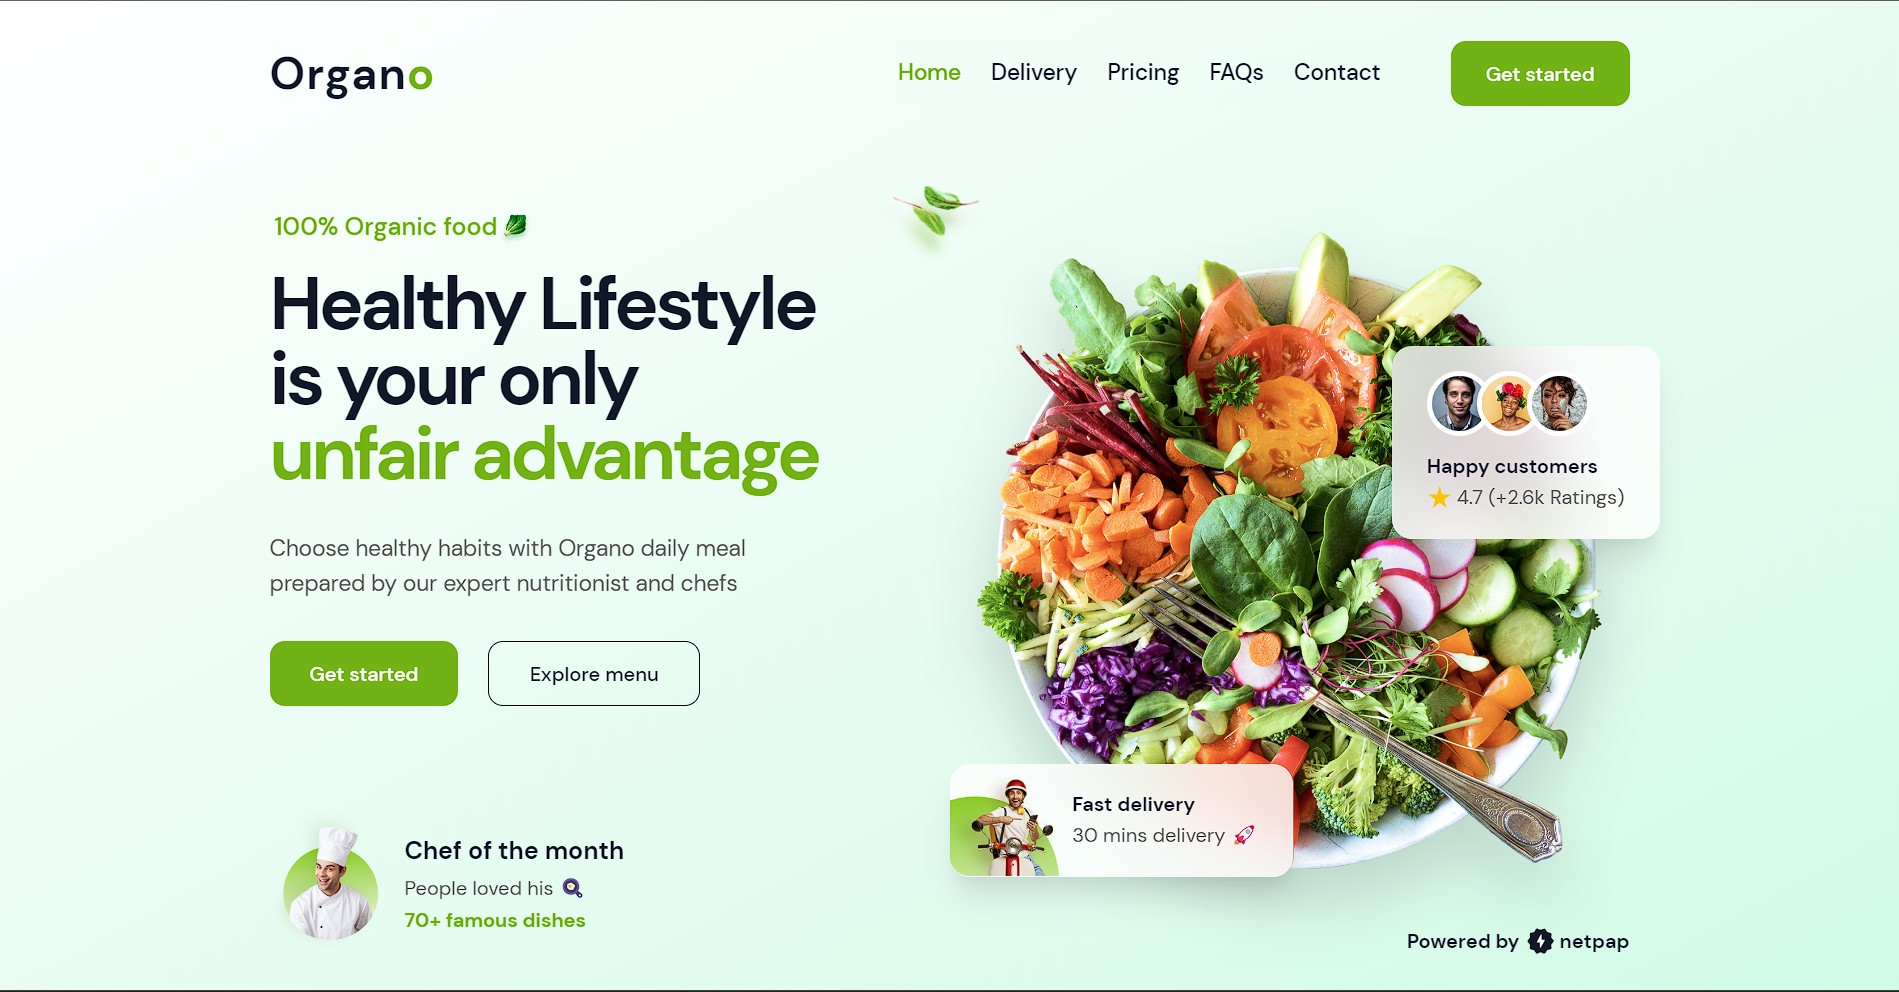 Organo
Home Delivery Pricing FAQs Contact Get started
100% Organic food
Healthy Lifestyle
is your only
unfair advantage
Choose healthy habits with Organo daily meal
prepared by our expert nutritionist and chefs
Get started Explore menu
Happy customers
4.7 (+2.6k Ratings)
Fast delivery
30 mins delivery
Chef of the month
People loved his
70+ famous dishes
Powered by netpap